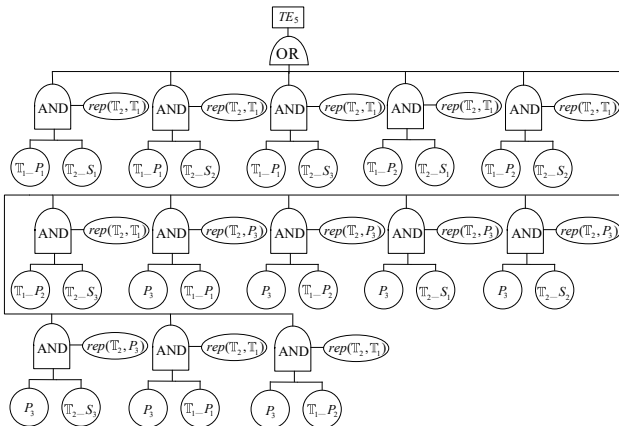 TE₅
OR
AND rep(𝕋₂, 𝕋₁) AND rep(𝕋₂, 𝕋₁) AND rep(𝕋₂, 𝕋₁) AND rep(𝕋₂, 𝕋₁) AND rep(𝕋₂, 𝕋₁)
𝕋₁_P₁ 𝕋₂_S₁ 𝕋₁_P₁ 𝕋₂_S₂ 𝕋₁_P₁ 𝕋₂_S₃ 𝕋₁_P₂ 𝕋₂_S₁ 𝕋₁_P₂ 𝕋₂_S₂
AND rep(𝕋₂, 𝕋₁) AND rep(𝕋₂, P₃) AND rep(𝕋₂, P₃) AND rep(𝕋₂, P₃) AND rep(𝕋₂, P₃)
𝕋₁_P₂ 𝕋₂_S₃ P₃ 𝕋₁_P₁ P₃ 𝕋₁_P₂ P₃ 𝕋₂_S₁ P₃ 𝕋₂_S₂
AND rep(𝕋₂, P₃) AND rep(𝕋₂, 𝕋₁) AND rep(𝕋₂, 𝕋₁)
P₃ 𝕋₂_S₃ P₃ 𝕋₁_P₁ P₃ 𝕋₁_P₂